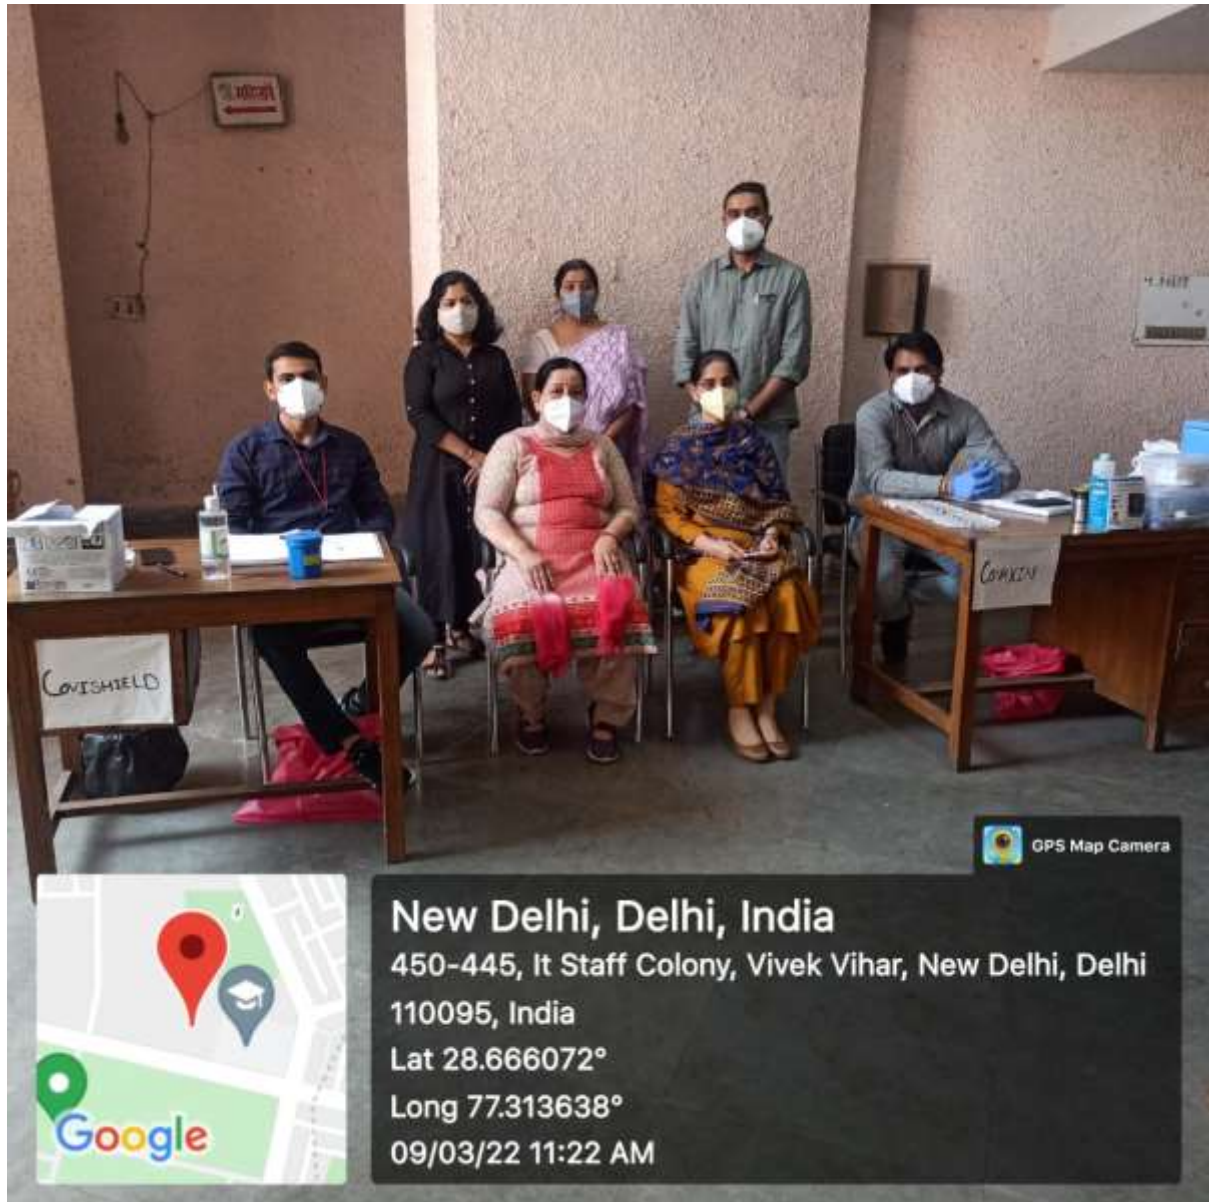 COVISHIELD
COVAXIN
GPS Map Camera
New Delhi, Delhi, India
450-445, It Staff Colony, Vivek Vihar, New Delhi, Delhi
110095, India
Lat 28.666072°
Long 77.313638°
09/03/22 11:22 AM
Google